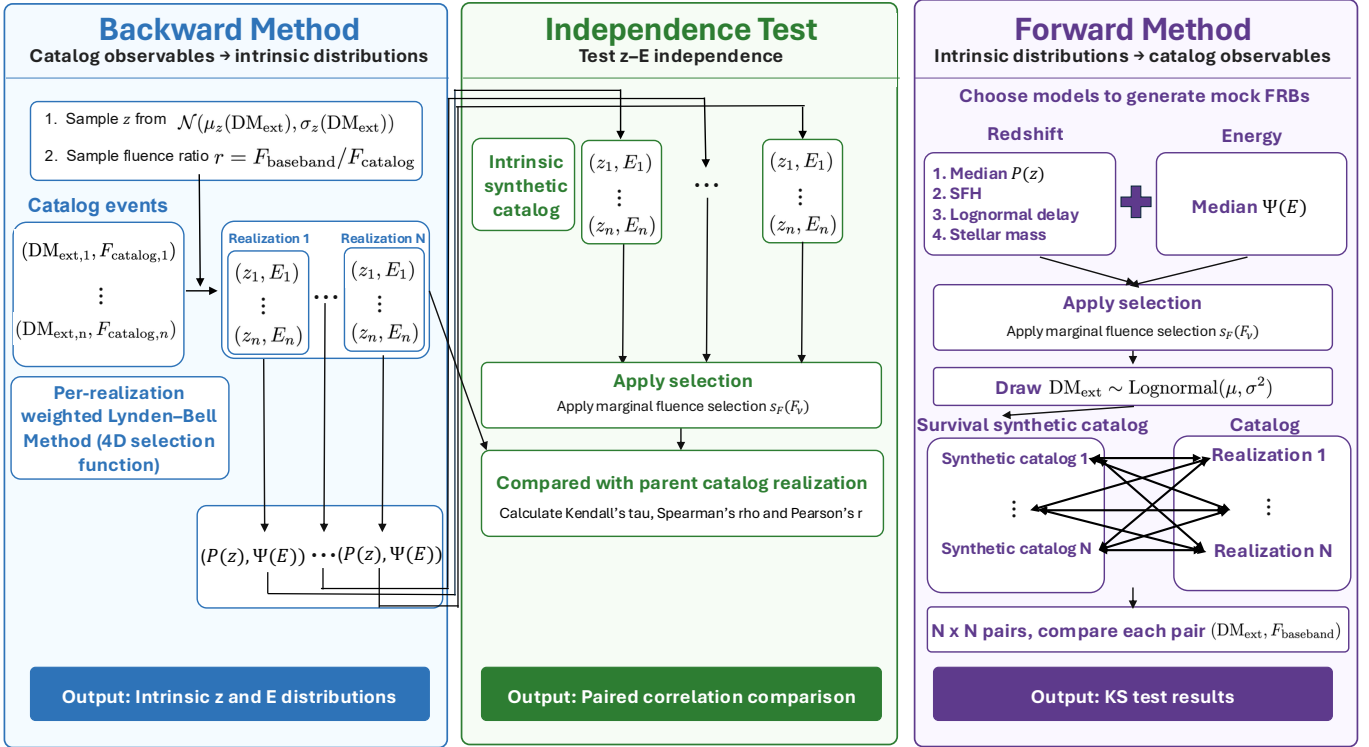 Backward Method
Catalog observables → intrinsic distributions
1. Sample z from 𝒩(μ_z(DM_ext), σ_z(DM_ext))
2. Sample fluence ratio r = F_baseband/F_catalog
Catalog events
(DM_ext,1, F_catalog,1)
⋮
(DM_ext,n, F_catalog,n)
Realization 1
(z_1, E_1)
⋮
(z_n, E_n)
...
Realization N
(z_1, E_1)
⋮
(z_n, E_n)
Per-realization
weighted Lynden–Bell
Method (4D selection
function)
(P(z), Ψ(E)) ••• (P(z), Ψ(E))
Output: Intrinsic z and E distributions
Independence Test
Test z–E independence
Intrinsic
synthetic
catalog
(z_1, E_1)
⋮
(z_n, E_n)
...
(z_1, E_1)
⋮
(z_n, E_n)
Apply selection
Apply marginal fluence selection s_F(F_ν)
Compared with parent catalog realization
Calculate Kendall's tau, Spearman's rho and Pearson's r
Output: Paired correlation comparison
Forward Method
Intrinsic distributions → catalog observables
Choose models to generate mock FRBs
Redshift
1. Median P(z)
2. SFH
3. Lognormal delay
4. Stellar mass
Energy
Median Ψ(E)
Apply selection
Apply marginal fluence selection s_F(F_ν)
Draw DM_ext ~ Lognormal(μ, σ²)
Survival synthetic catalog
Synthetic catalog 1
⋮
Synthetic catalog N
Catalog
Realization 1
⋮
Realization N
N x N pairs, compare each pair (DM_ext, F_baseband)
Output: KS test results